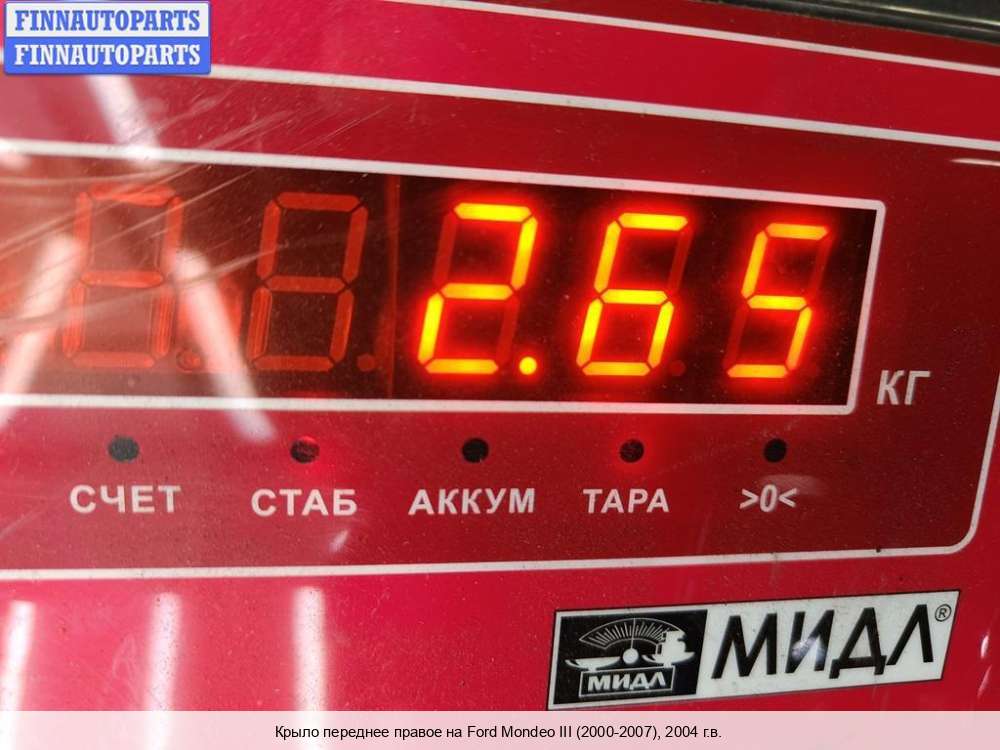 FINNAUTOPARTS
FINNAUTOPARTS
2.65
КГ
СЧЕТ СТАБ АККУМ ТАРА >0<
МИДЛ МИДЛ®
Крыло переднее правое на Ford Mondeo III (2000-2007), 2004 г.в.